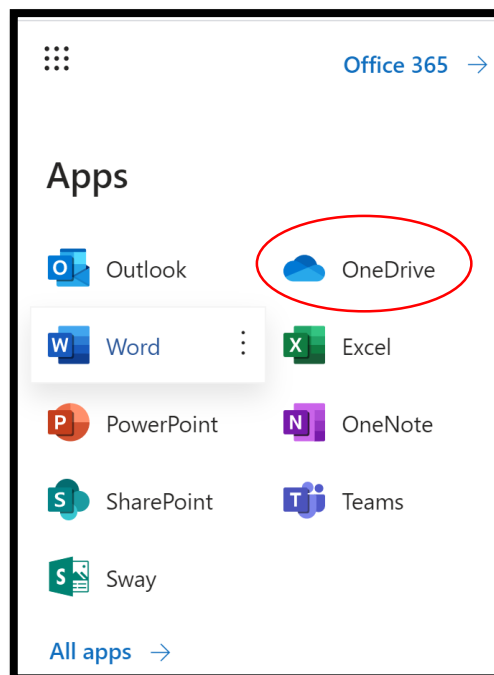 Office 365 →
Apps
Outlook
OneDrive
Word
Excel
PowerPoint
OneNote
SharePoint
Teams
Sway
All apps →